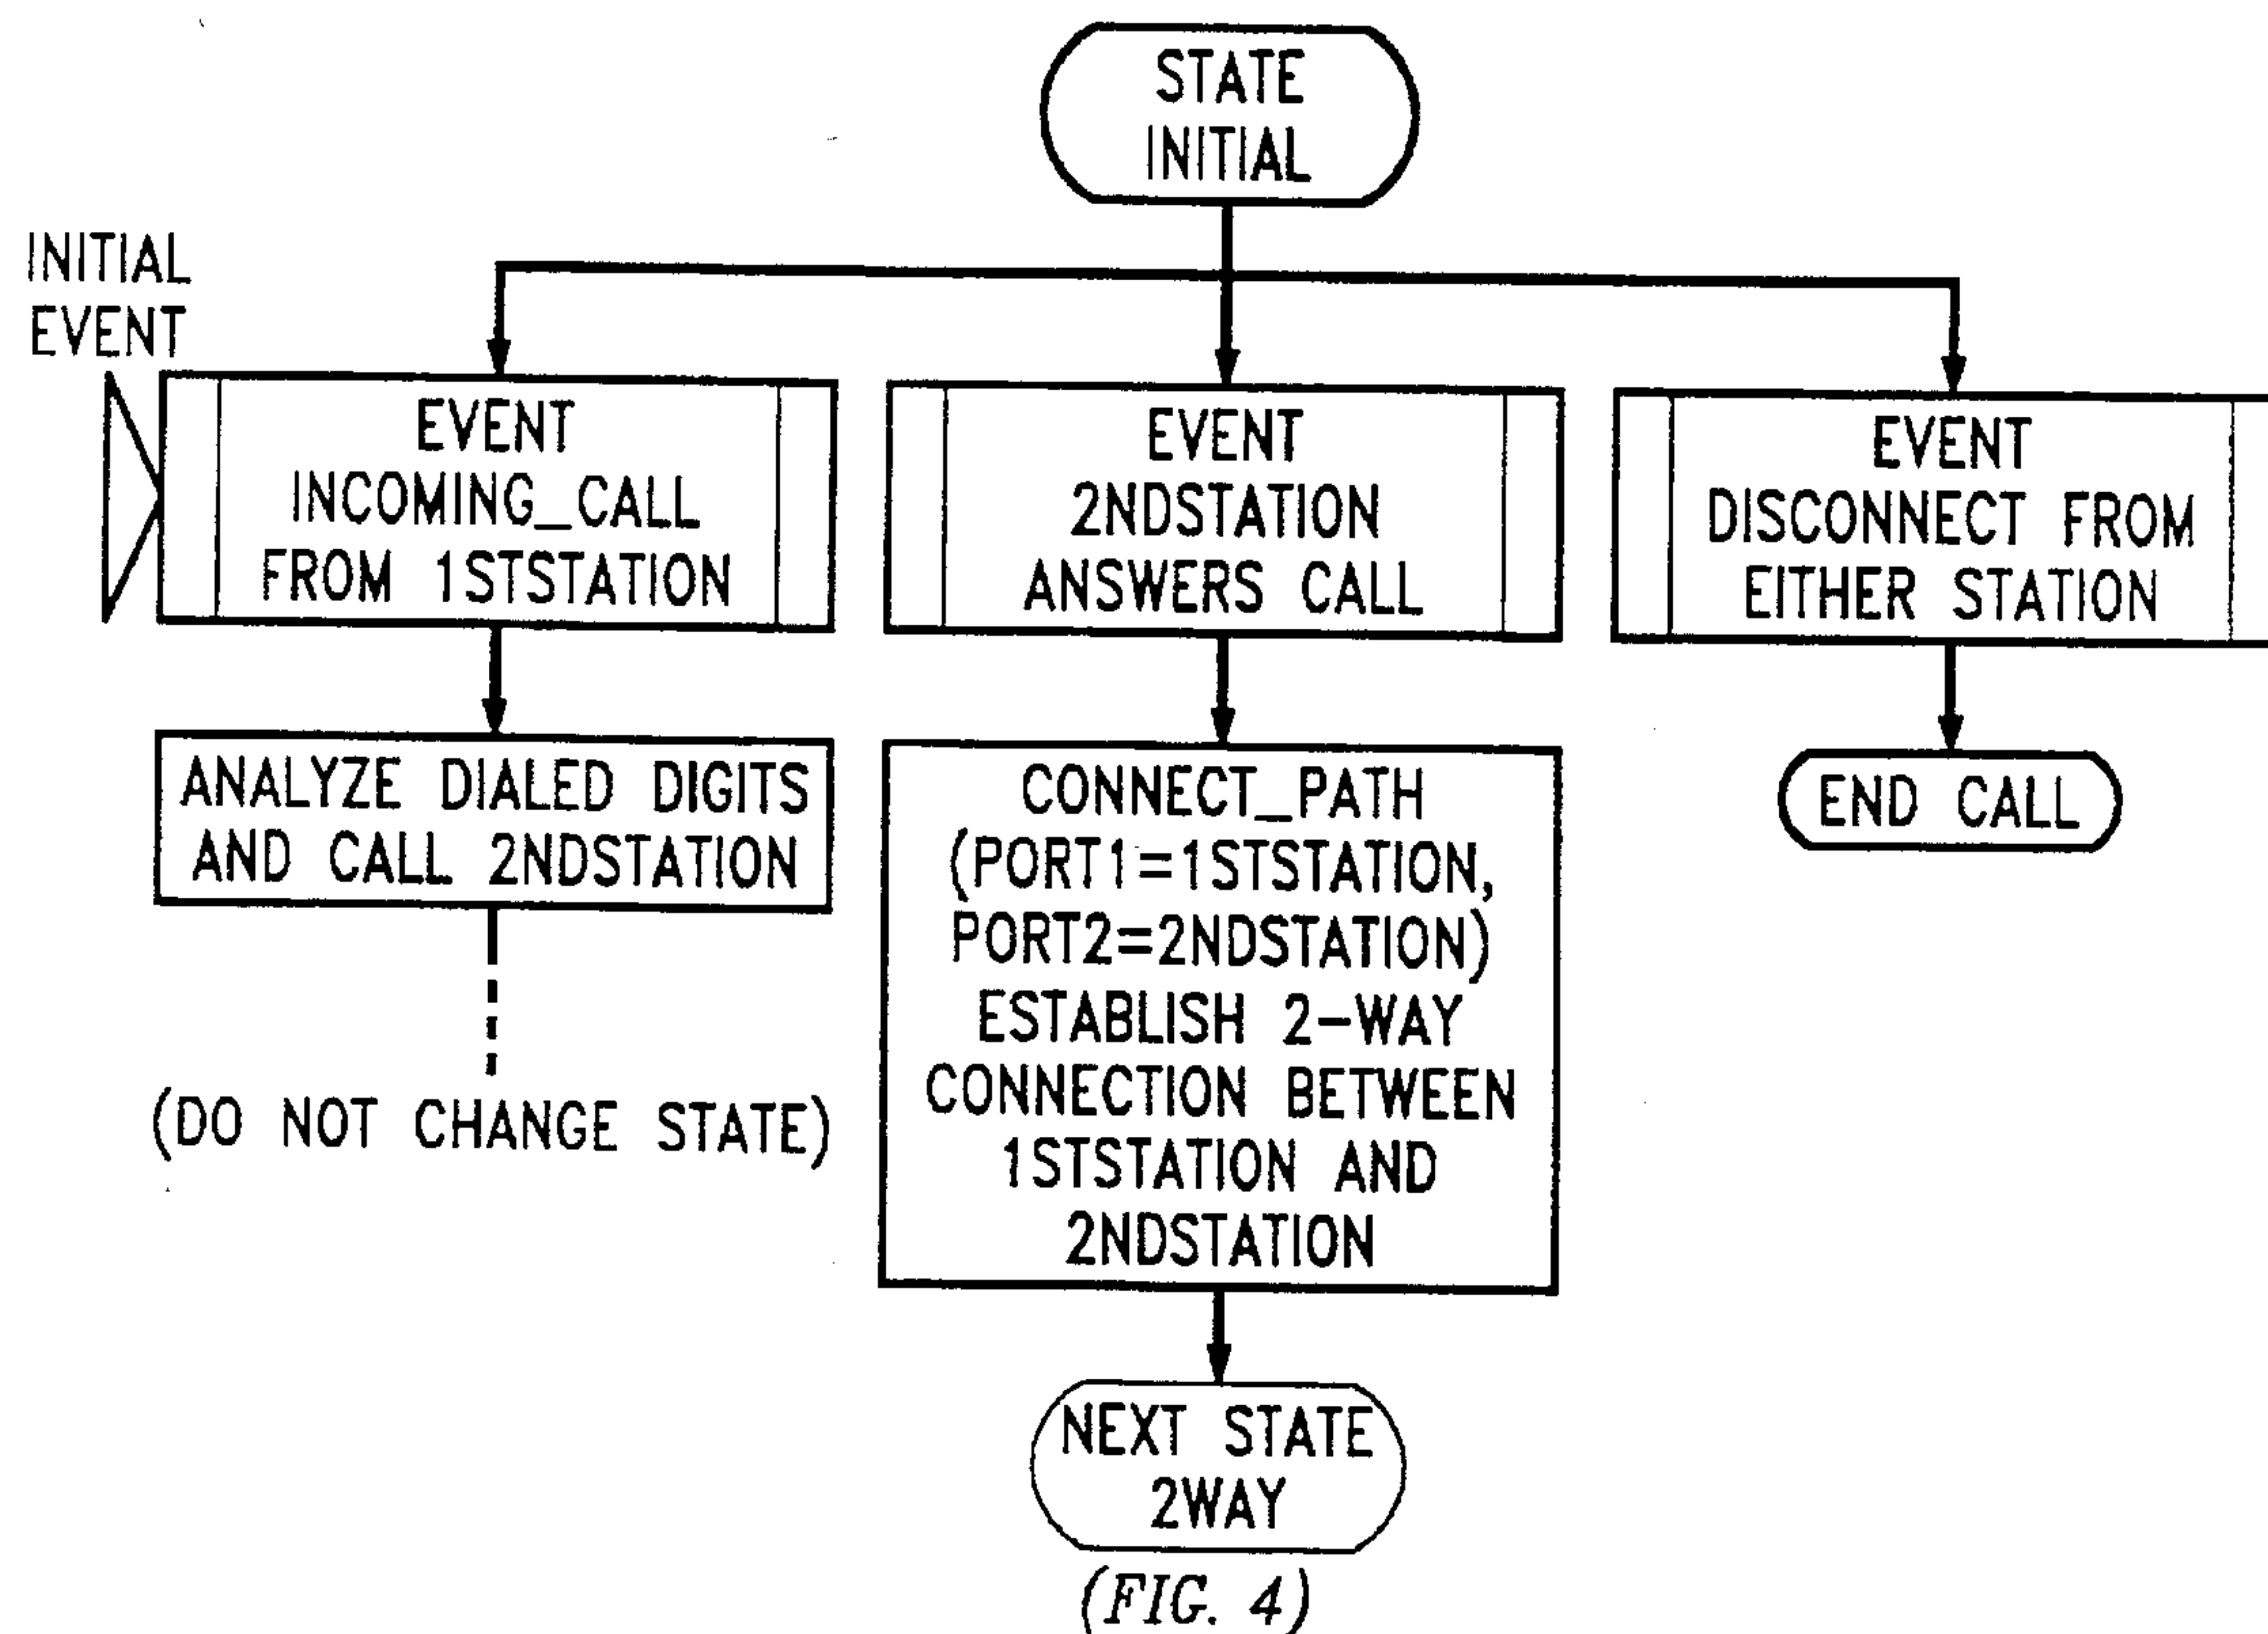 STATE
INITIAL
INITIAL
EVENT
EVENT
INCOMING_CALL
FROM 1STSTATION
EVENT
2NDSTATION
ANSWERS CALL
EVENT
DISCONNECT FROM
EITHER STATION
ANALYZE DIALED DIGITS
AND CALL 2NDSTATION
(DO NOT CHANGE STATE)
CONNECT_PATH
(PORT1=1STSTATION,
PORT2=2NDSTATION)
ESTABLISH 2-WAY
CONNECTION BETWEEN
1STSTATION AND
2NDSTATION
END CALL
NEXT STATE
2WAY
(FIG. 4)